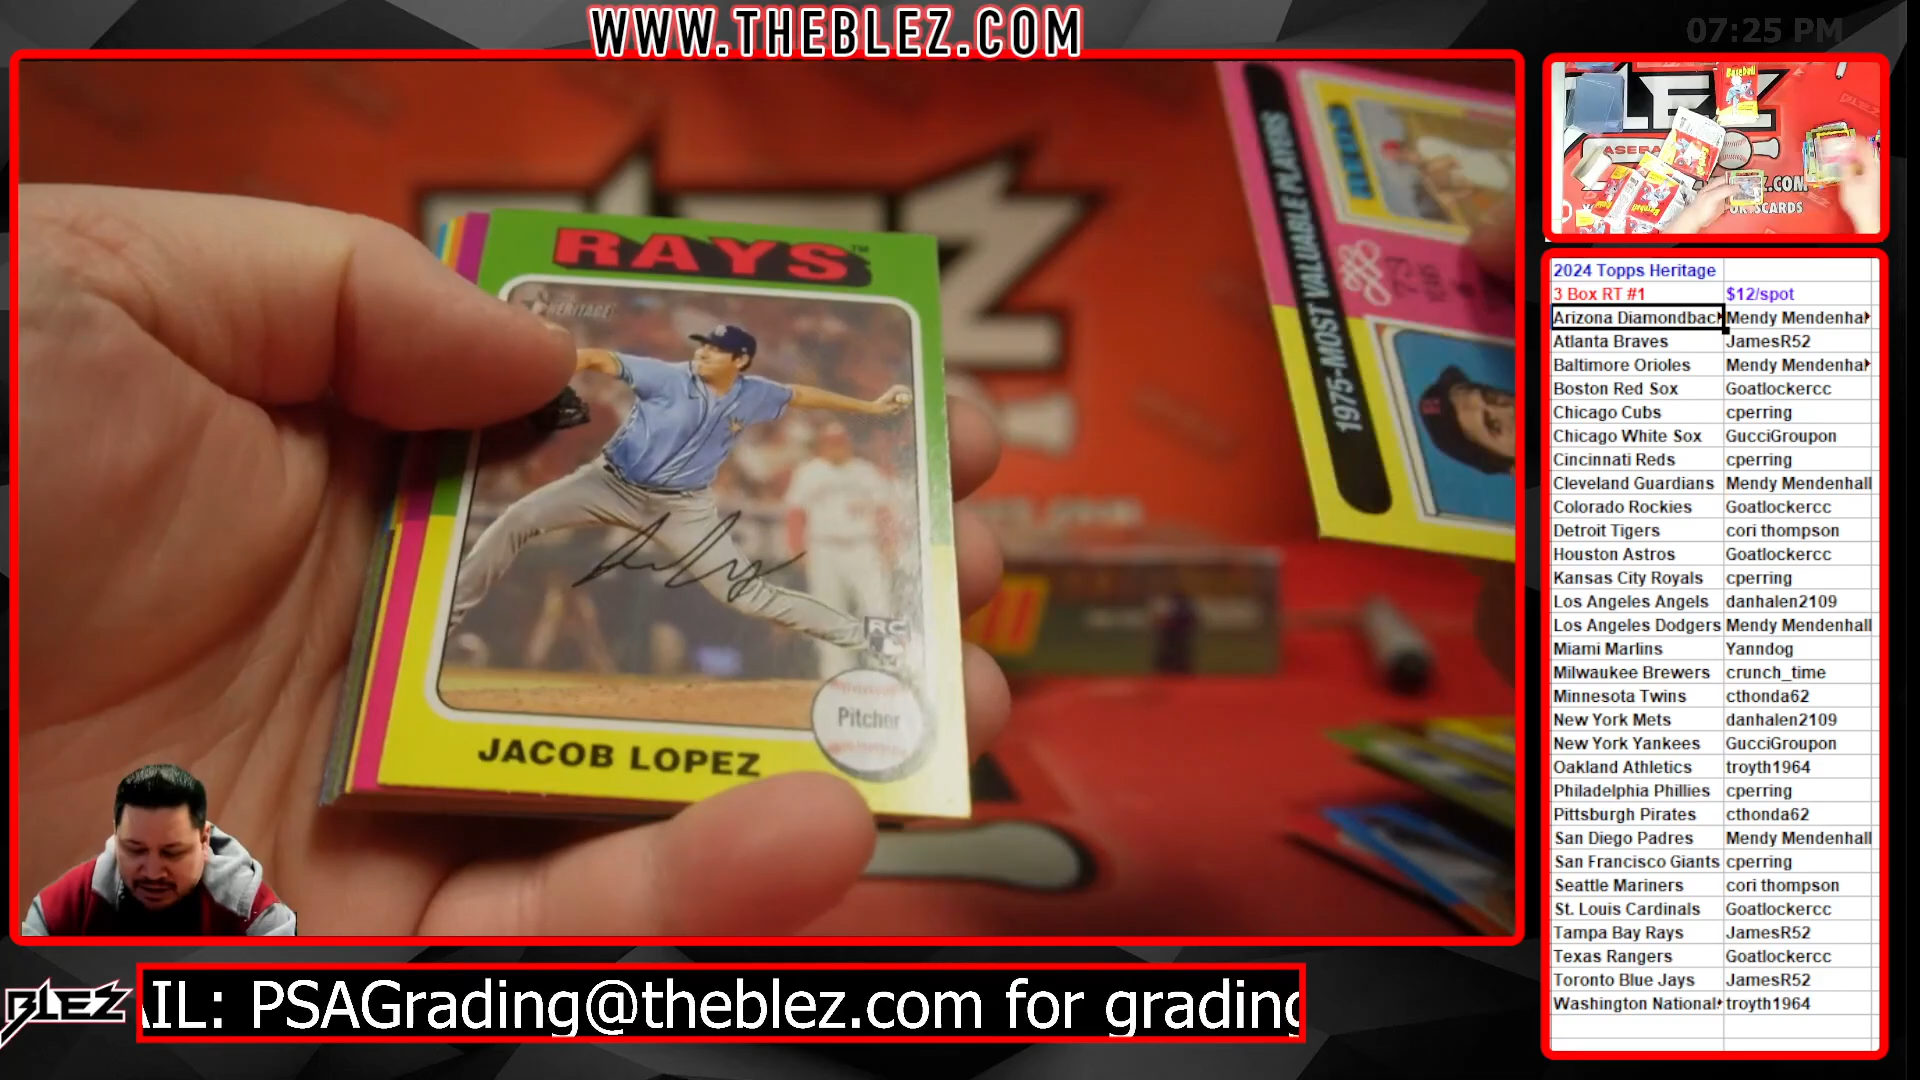 WWW.THEBLEZ.COM
07:25 PM
RAYS
HERITAGE
RC
Pitcher
JACOB LOPEZ
1975-MOST VALUABLE PLAYERS
REDS
Baseball
.COM
2024 Topps Heritage
3 Box RT #1 $12/spot
Arizona Diamondbac Mendy Mendenhal
Atlanta Braves JamesR52
Baltimore Orioles Mendy Mendenhal
Boston Red Sox Goatlockercc
Chicago Cubs cperring
Chicago White Sox GucciGroupon
Cincinnati Reds cperring
Cleveland Guardians Mendy Mendenhall
Colorado Rockies Goatlockercc
Detroit Tigers cori thompson
Houston Astros Goatlockercc
Kansas City Royals cperring
Los Angeles Angels danhalen2109
Los Angeles Dodgers Mendy Mendenhall
Miami Marlins Yanndog
Milwaukee Brewers crunch_time
Minnesota Twins cthonda62
New York Mets danhalen2109
New York Yankees GucciGroupon
Oakland Athletics troyth1964
Philadelphia Phillies cperring
Pittsburgh Pirates cthonda62
San Diego Padres Mendy Mendenhall
San Francisco Giants cperring
Seattle Mariners cori thompson
St. Louis Cardinals Goatlockercc
Tampa Bay Rays JamesR52
Texas Rangers Goatlockercc
Toronto Blue Jays JamesR52
Washington National troyth1964
BLEZ
IL: PSAGrading@theblez.com for grading